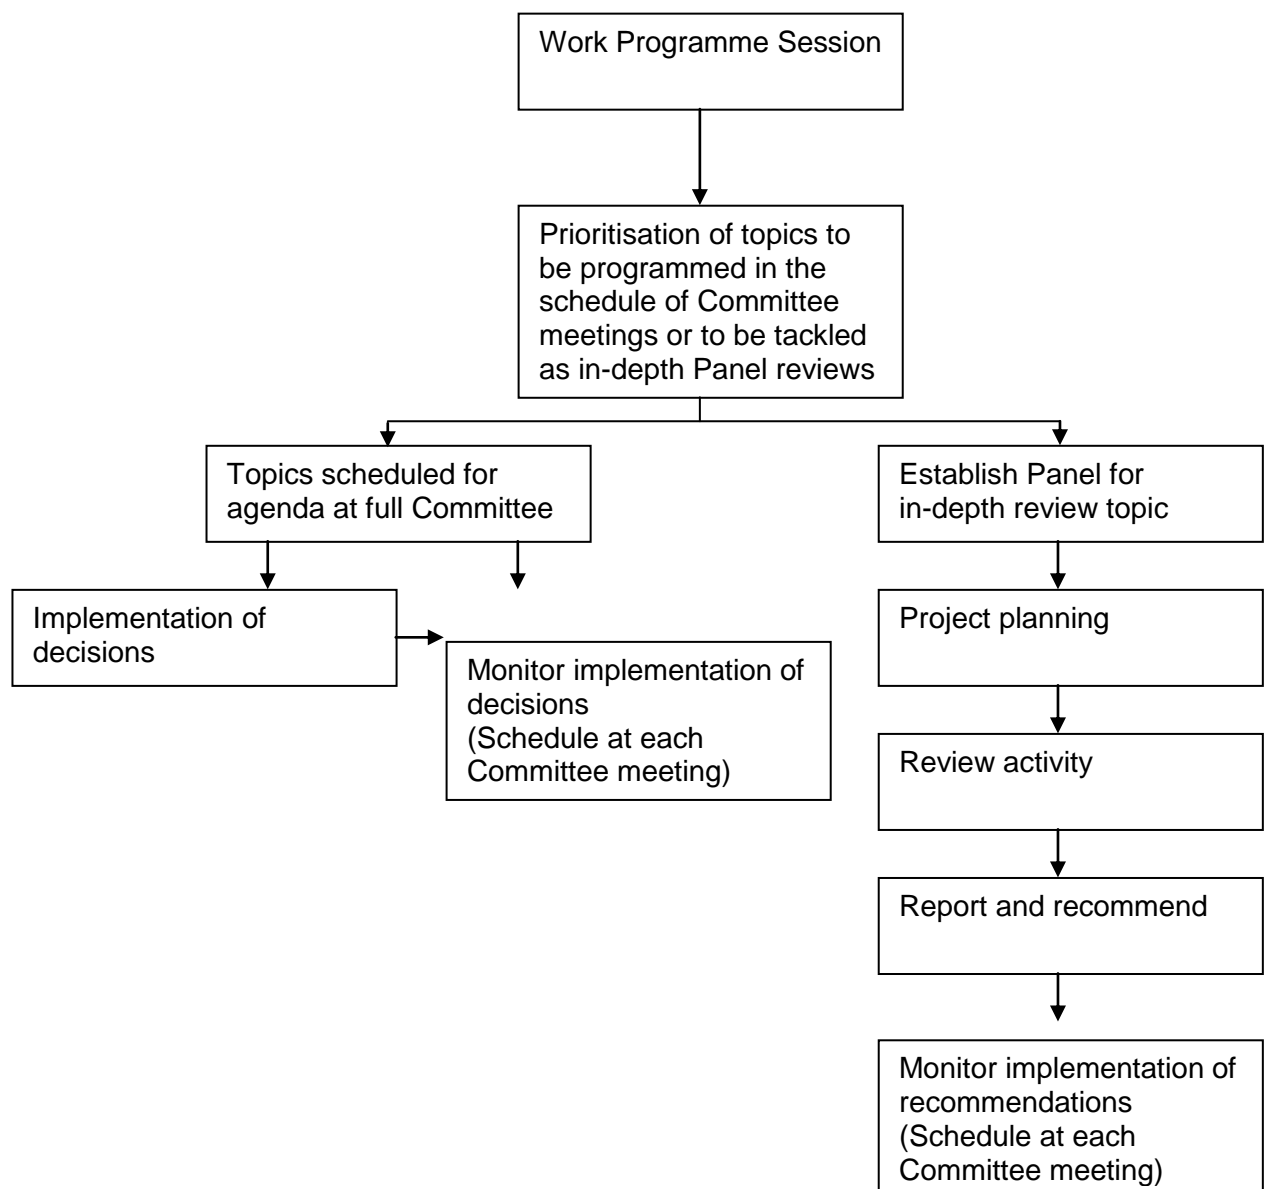 Work Programme Session
Prioritisation of topics to
be programmed in the
schedule of Committee
meetings or to be tackled
as in-depth Panel reviews
Topics scheduled for
agenda at full Committee
Establish Panel for
in-depth review topic
Implementation of
decisions
Monitor implementation of
decisions
(Schedule at each
Committee meeting)
Project planning
Review activity
Report and recommend
Monitor implementation of
recommendations
(Schedule at each
Committee meeting)